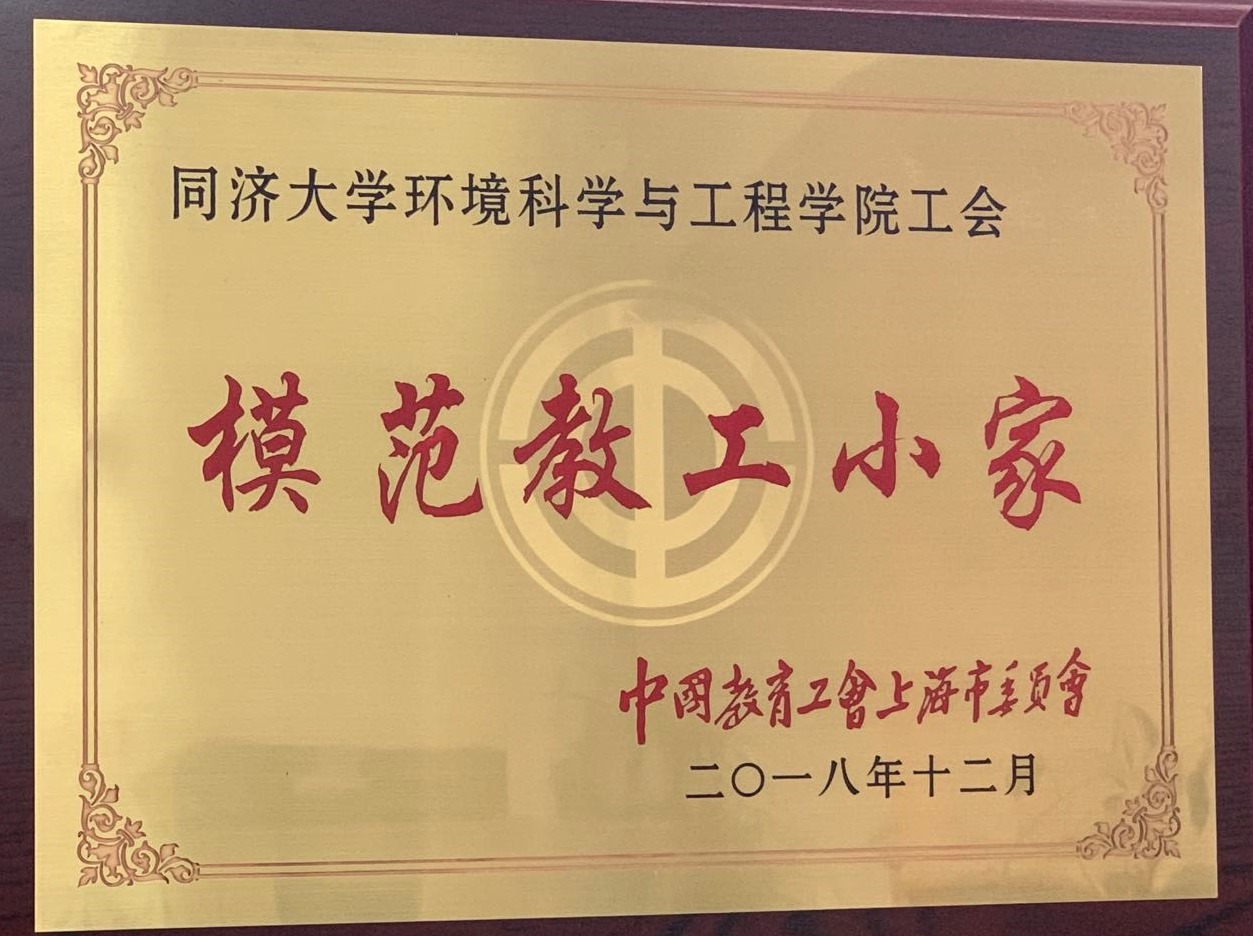 同济大学环境科学与工程学院工会
模范教工小家
中國教育工會上海市委員會
二〇一八年十二月